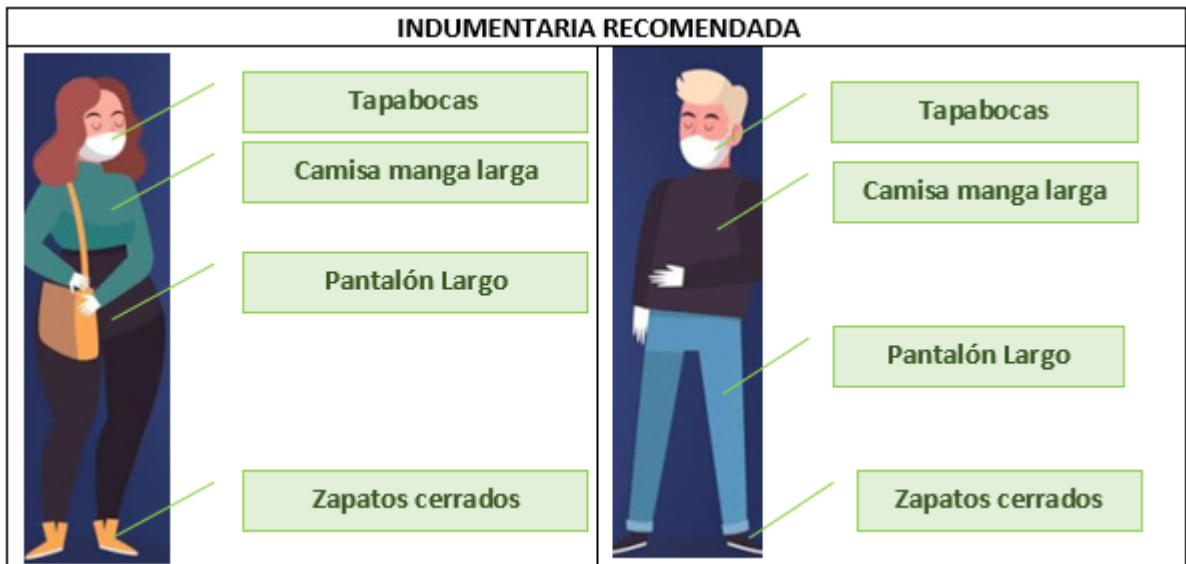 INDUMENTARIA RECOMENDADA
Tapabocas
Camisa manga larga
Pantalón Largo
Zapatos cerrados
Tapabocas
Camisa manga larga
Pantalón Largo
Zapatos cerrados